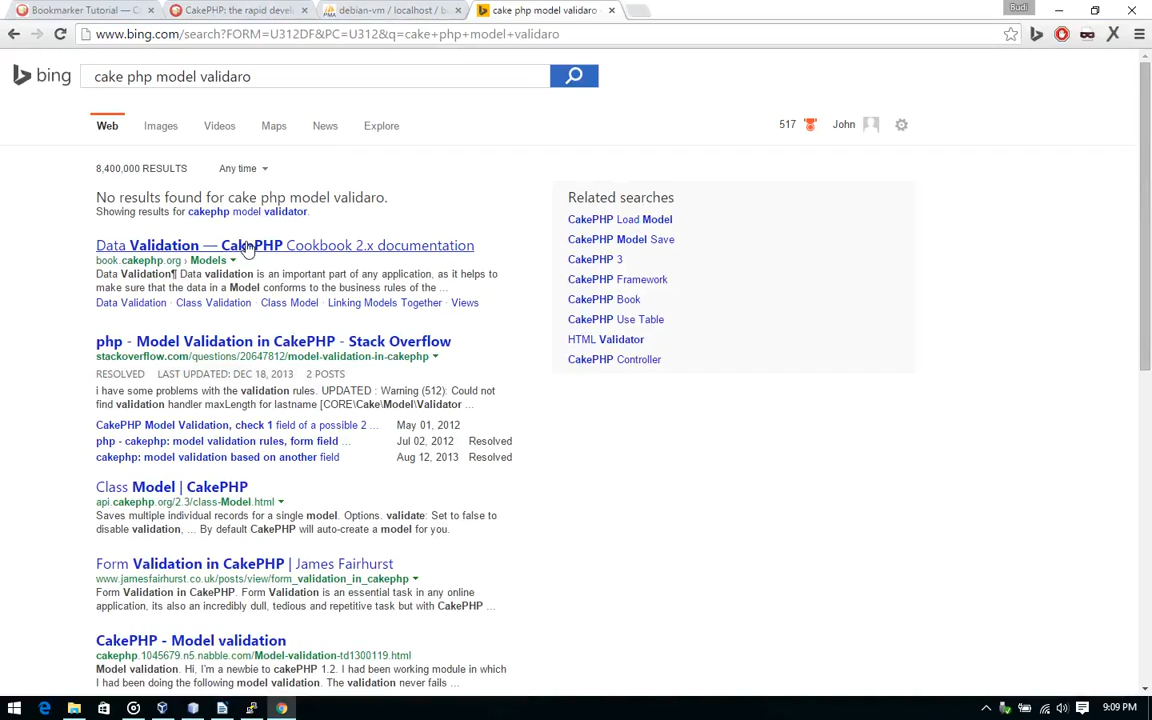 Bookmarker Tutorial — C
CakePHP: the rapid devel
debian-vm / localhost / b
cake php model validaro
Budi
www.bing.com/search?FORM=U312DF&PC=U312&q=cake+php+model+validaro
bing
cake php model validaro
Web Images Videos Maps News Explore
517 John
8,400,000 RESULTS Any time
No results found for cake php model validaro.
Showing results for cakephp model validator.
Data Validation — CakePHP Cookbook 2.x documentation
book.cakephp.org › Models
Data Validation¶ Data validation is an important part of any application, as it helps to
make sure that the data in a Model conforms to the business rules of the ...
Data Validation · Class Validation · Class Model · Linking Models Together · Views
php - Model Validation in CakePHP - Stack Overflow
stackoverflow.com/questions/20647812/model-validation-in-cakephp
RESOLVED LAST UPDATED: DEC 18, 2013 2 POSTS
i have some problems with the validation rules. UPDATED : Warning (512): Could not
find validation handler maxLength for lastname [CORE\Cake\Model\Validator ...
CakePHP Model Validation, check 1 field of a possible 2 ... May 01, 2012
php - cakephp: model validation rules, form field ... Jul 02, 2012 Resolved
cakephp: model validation based on another field Aug 12, 2013 Resolved
Class Model | CakePHP
api.cakephp.org/2.3/class-Model.html
Saves multiple individual records for a single model. Options. validate: Set to false to
disable validation, ... By default CakePHP will auto-create a model for you.
Form Validation in CakePHP | James Fairhurst
www.jamesfairhurst.co.uk/posts/view/form_validation_in_cakephp
Form Validation in CakePHP. Form Validation is an essential task in any online
application, its also an incredibly dull, tedious and repetitive task but with CakePHP ...
CakePHP - Model validation
cakephp.1045679.n5.nabble.com/Model-validation-td1300119.html
Model validation. Hi, I'm a newbie to cakePHP 1.2. I had been working module in which
I had been doing the following model validation. The validation never fails ...
Related searches
CakePHP Load Model
CakePHP Model Save
CakePHP 3
CakePHP Framework
CakePHP Book
CakePHP Use Table
HTML Validator
CakePHP Controller
9:09 PM